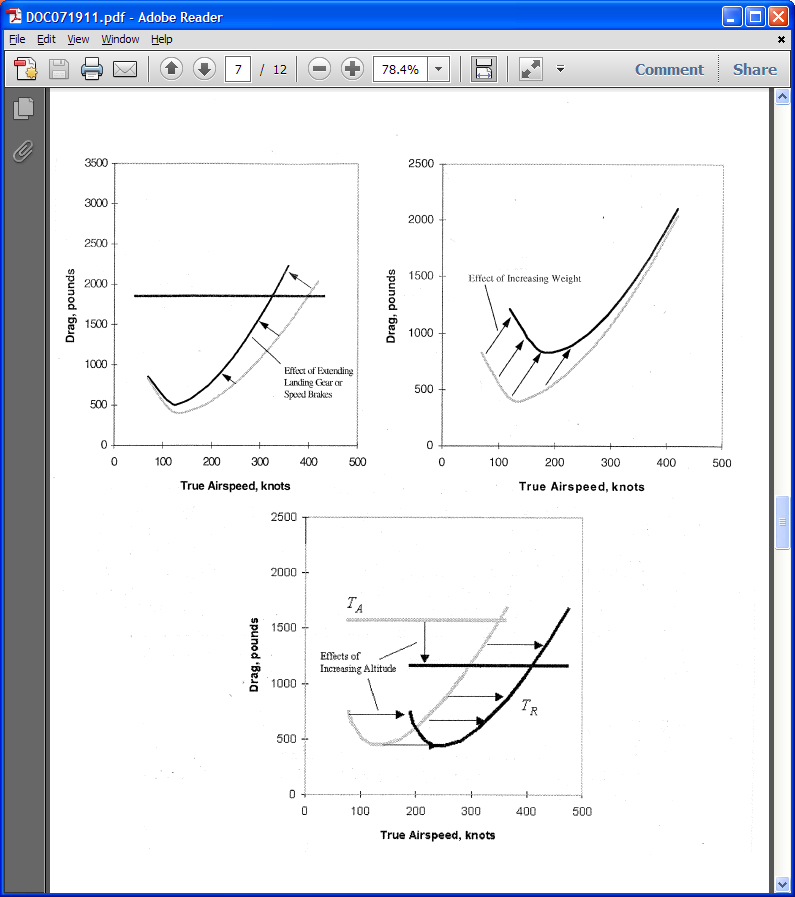 DOC071911.pdf - Adobe Reader
File Edit View Window Help
7 / 12 78.4% Comment Share
3500
3000
2500
2000
1500
1000
500
0
0 100 200 300 400 500
Drag, pounds
True Airspeed, knots
Effect of Extending
Landing Gear or
Speed Brakes
2500
2000
1500
1000
500
0
0 100 200 300 400 500
Drag, pounds
True Airspeed, knots
Effect of Increasing Weight
2500
2000
1500
1000
500
0
0 100 200 300 400 500
Drag, pounds
True Airspeed, knots
TA
Effects of
Increasing Altitude
TR